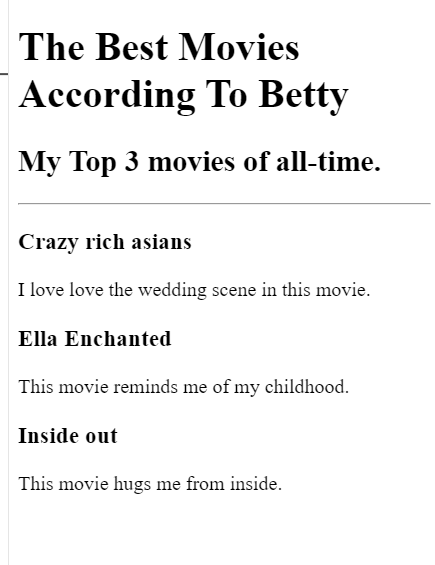 The Best Movies
According To Betty
My Top 3 movies of all-time.
Crazy rich asians
I love love the wedding scene in this movie.
Ella Enchanted
This movie reminds me of my childhood.
Inside out
This movie hugs me from inside.